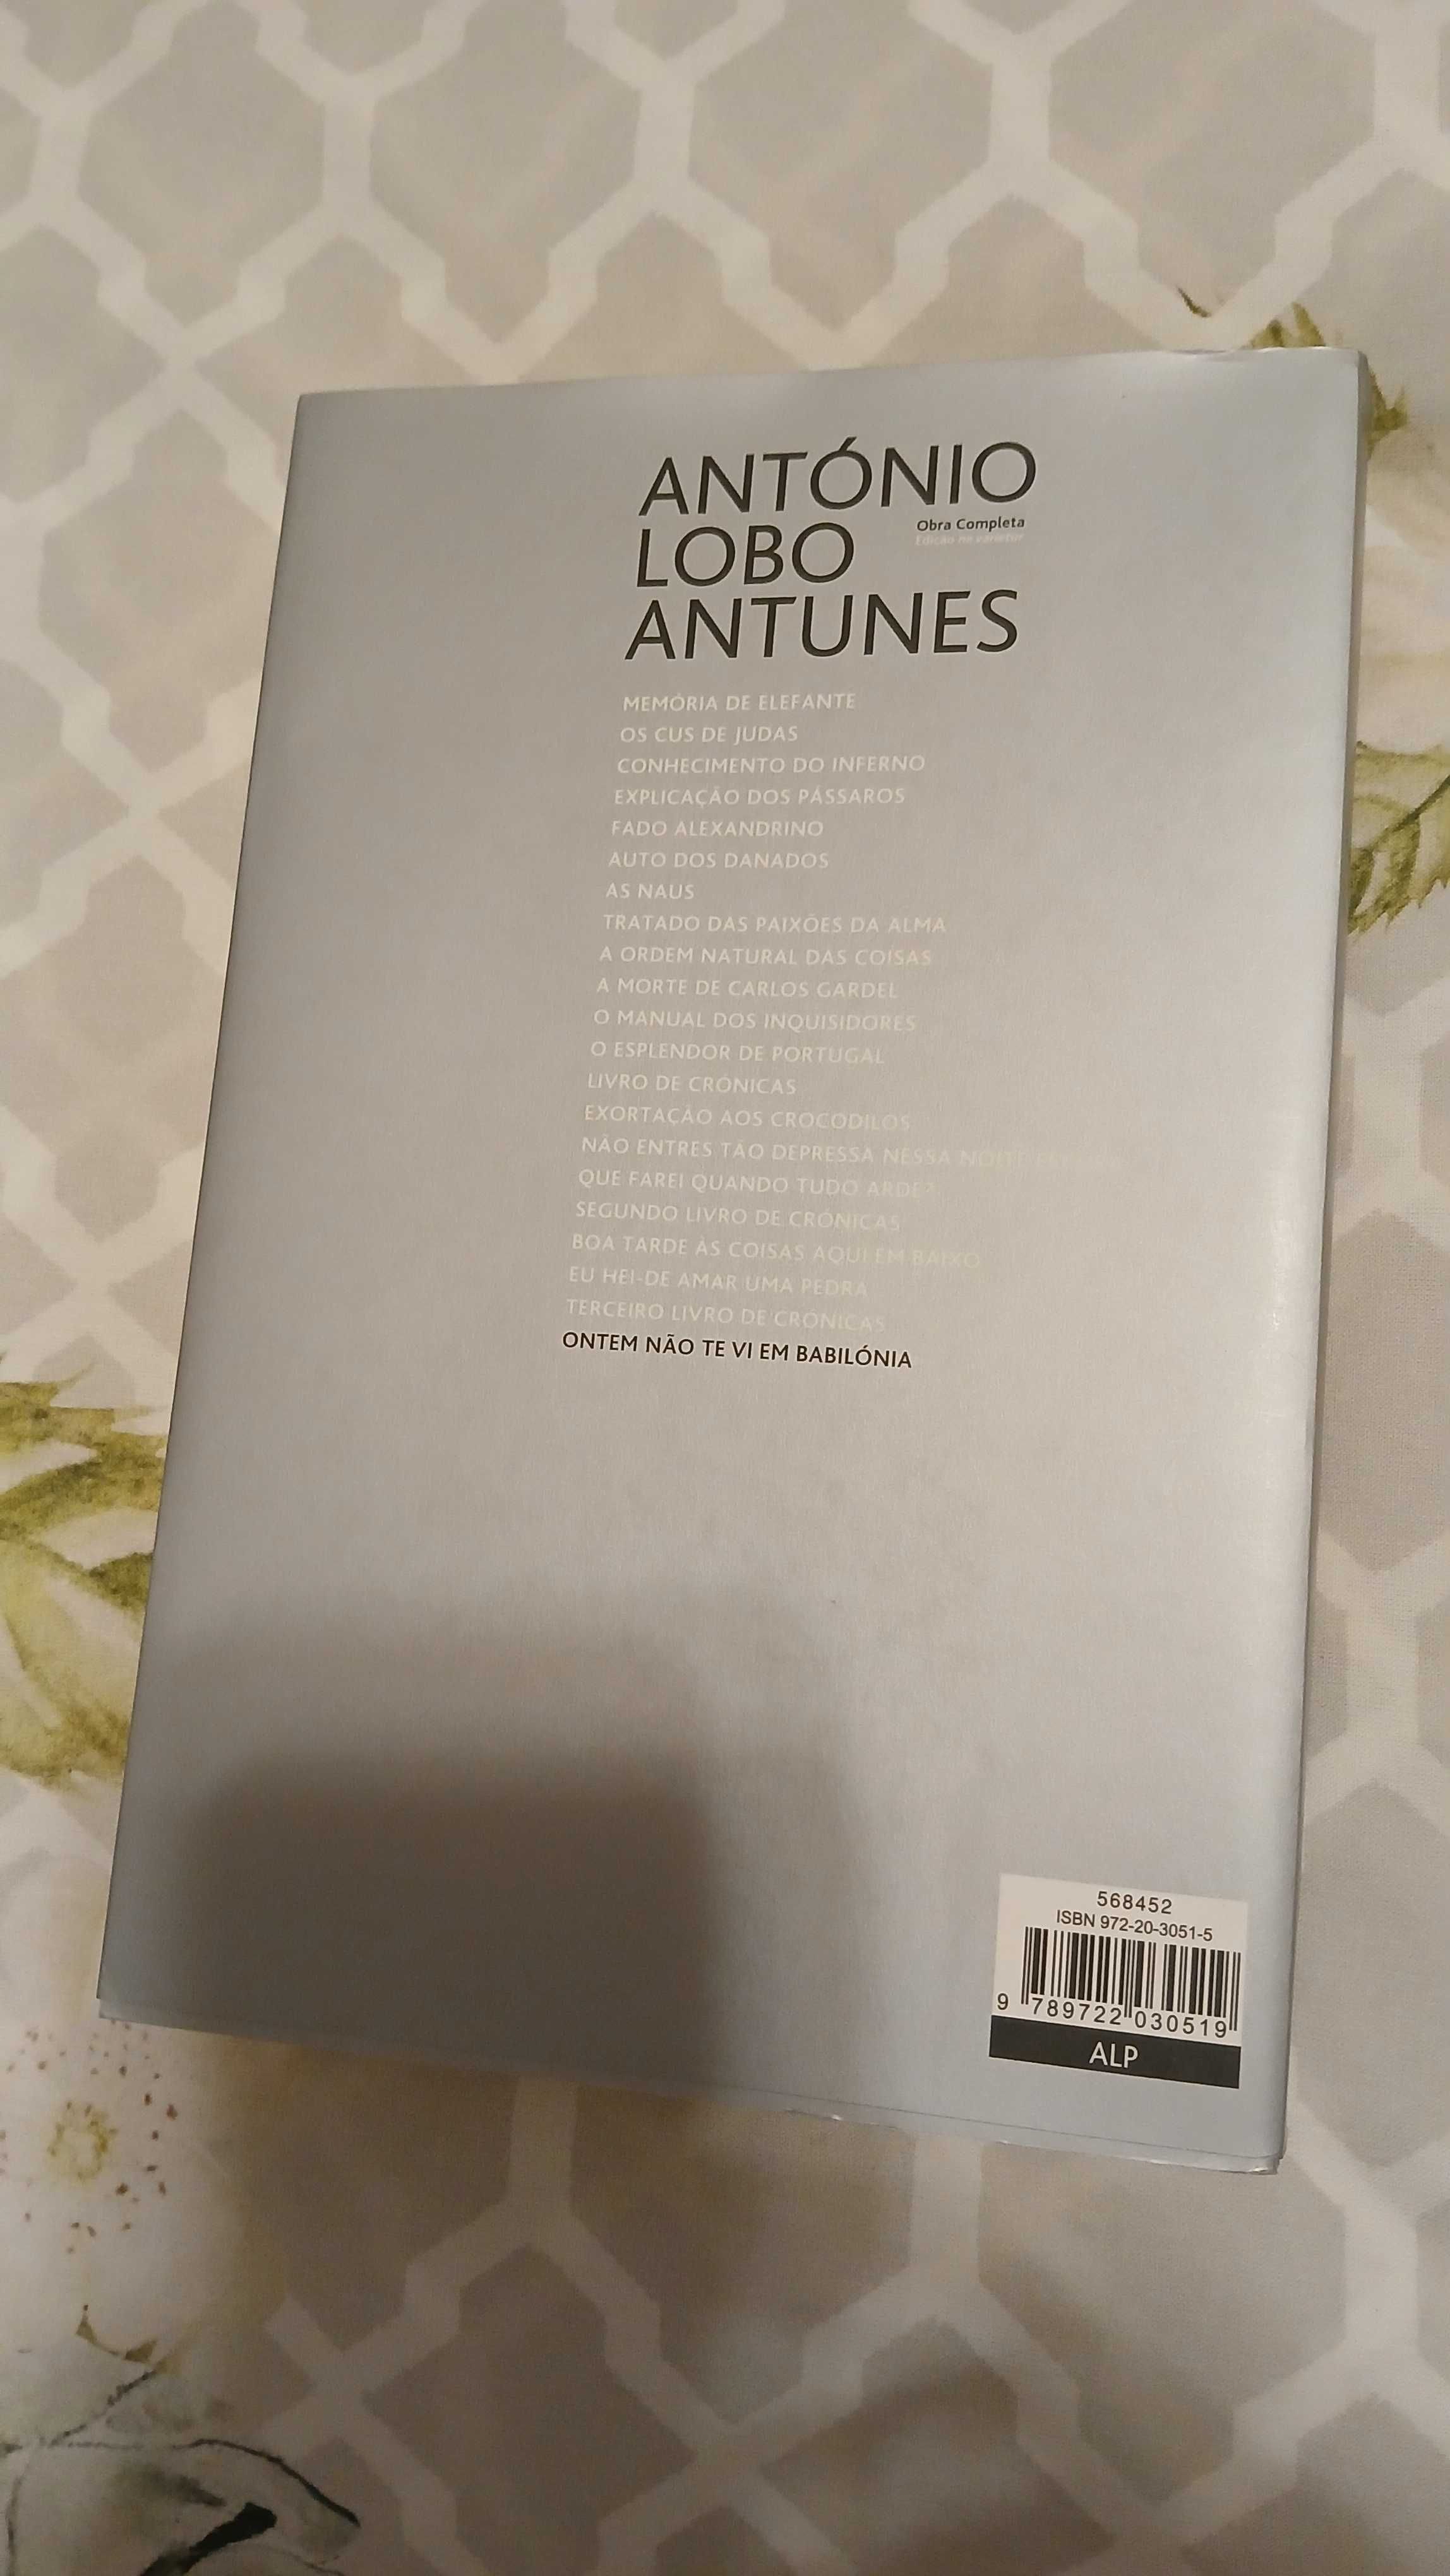 ANTÓNIO
LOBO
Obra Completa
Edição ne varietur
ANTUNES
MEMÓRIA DE ELEFANTE
OS CUS DE JUDAS
CONHECIMENTO DO INFERNO
EXPLICAÇÃO DOS PÁSSAROS
FADO ALEXANDRINO
AUTO DOS DANADOS
AS NAUS
TRATADO DAS PAIXÕES DA ALMA
A ORDEM NATURAL DAS COISAS
A MORTE DE CARLOS GARDEL
O MANUAL DOS INQUISIDORES
O ESPLENDOR DE PORTUGAL
LIVRO DE CRÓNICAS
EXORTAÇÃO AOS CROCODILOS
NÃO ENTRES TÃO DEPRESSA NESSA NOITE
QUE FAREI QUANDO TUDO ARDE?
SEGUNDO LIVRO DE CRÓNICAS
BOA TARDE ÀS COISAS AQUI EM BAIXO
EU HEI-DE AMAR UMA PEDRA
TERCEIRO LIVRO DE CRÓNICAS
ONTEM NÃO TE VI EM BABILÓNIA
568452
ISBN 972-20-3051-5
9 789722 030519
ALP